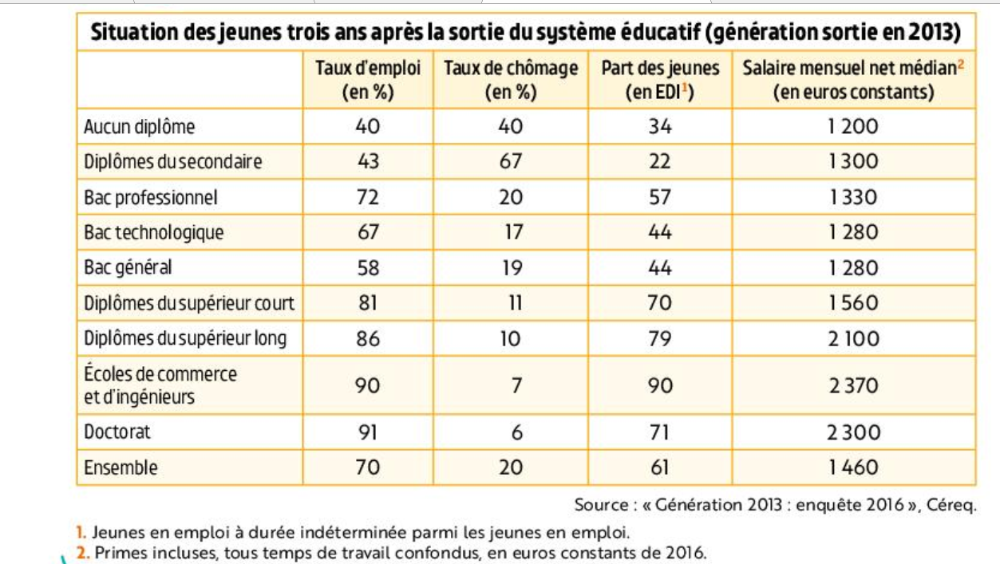 Situation des jeunes trois ans après la sortie du système éducatif (génération sortie en 2013)
Taux d'emploi (en %) Taux de chômage (en %) Part des jeunes (en EDI¹) Salaire mensuel net médian² (en euros constants)
Aucun diplôme 40 40 34 1 200
Diplômes du secondaire 43 67 22 1 300
Bac professionnel 72 20 57 1 330
Bac technologique 67 17 44 1 280
Bac général 58 19 44 1 280
Diplômes du supérieur court 81 11 70 1 560
Diplômes du supérieur long 86 10 79 2 100
Écoles de commerce
et d'ingénieurs 90 7 90 2 370
Doctorat 91 6 71 2 300
Ensemble 70 20 61 1 460
Source : « Génération 2013 : enquête 2016 », Céreq.
1. Jeunes en emploi à durée indéterminée parmi les jeunes en emploi.
2. Primes incluses, tous temps de travail confondus, en euros constants de 2016.